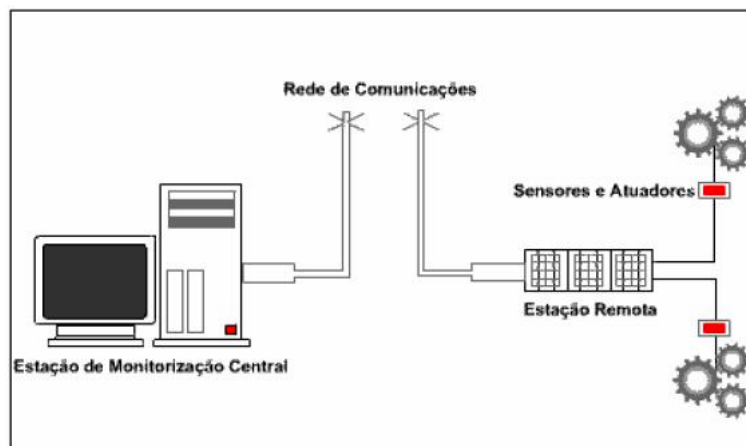 Rede de Comunicações
Sensores e Atuadores
Estação Remota
Estação de Monitorização Central